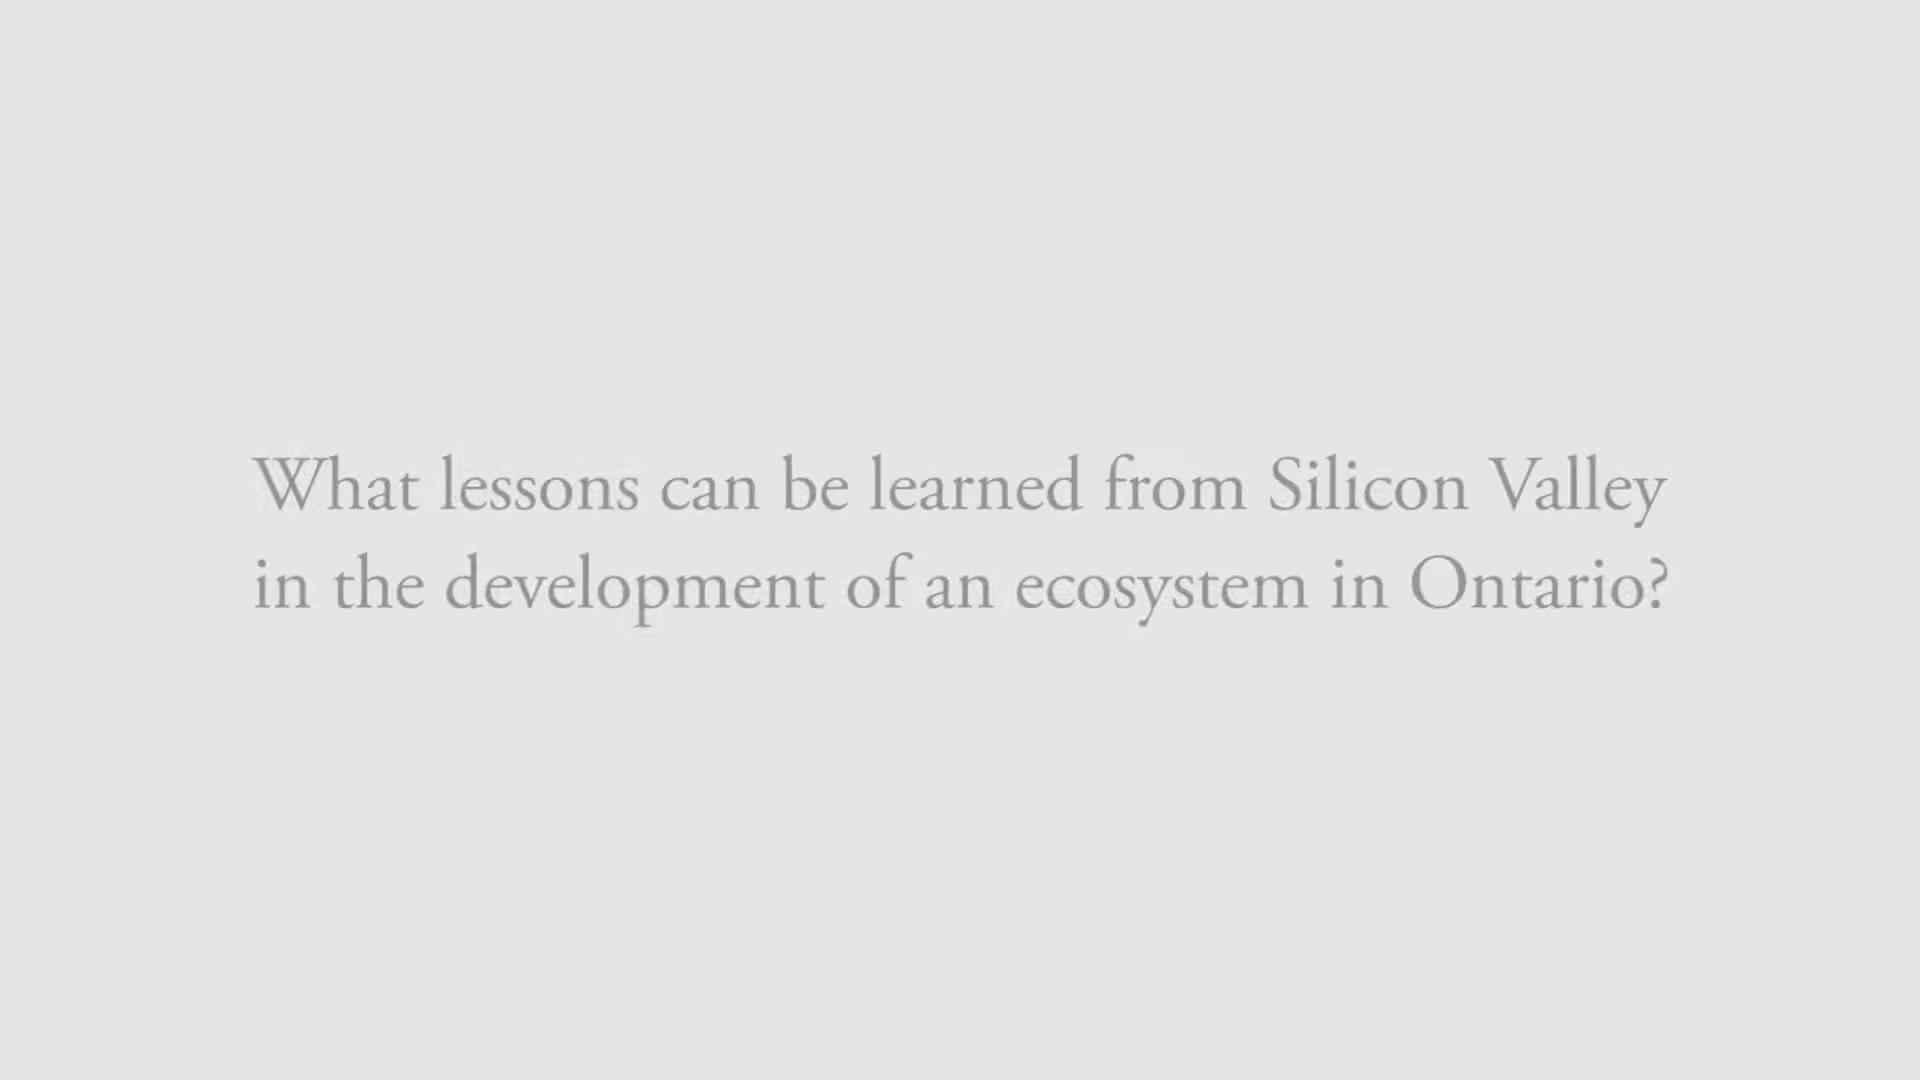 What lessons can be learned from Silicon Valley
in the development of an ecosystem in Ontario?